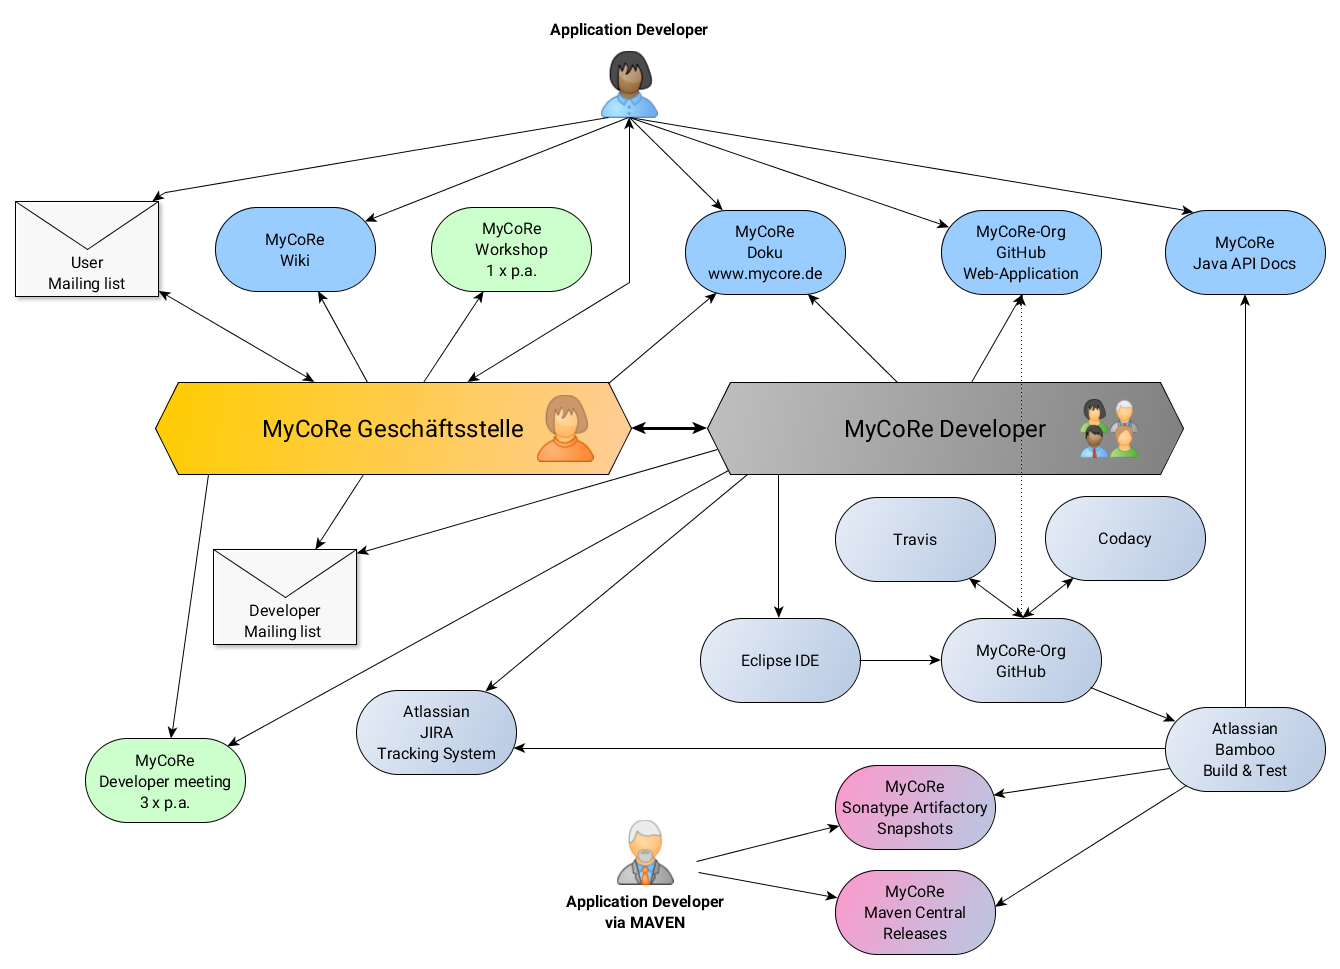 Application Developer
User
Mailing list
MyCoRe
Wiki
MyCoRe
Workshop
1 x p.a.
MyCoRe
Doku
www.mycore.de
MyCoRe-Org
GitHub
Web-Application
MyCoRe
Java API Docs
MyCoRe Geschäftsstelle
MyCoRe Developer
Travis
Codacy
Developer
Mailing list
Eclipse IDE
MyCoRe-Org
GitHub
Atlassian
JIRA
Tracking System
Atlassian
Bamboo
Build & Test
MyCoRe
Developer meeting
3 x p.a.
MyCoRe
Sonatype Artifactory
Snapshots
Application Developer
via MAVEN
MyCoRe
Maven Central
Releases